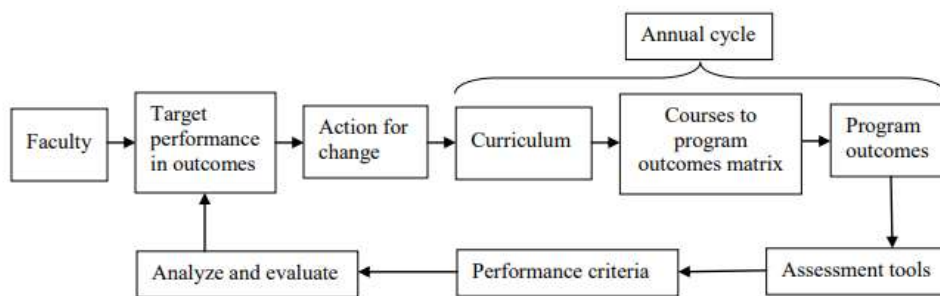 Annual cycle
Faculty
Target
performance
in outcomes
Action for
change
Curriculum
Courses to
program
outcomes matrix
Program
outcomes
Analyze and evaluate
Performance criteria
Assessment tools